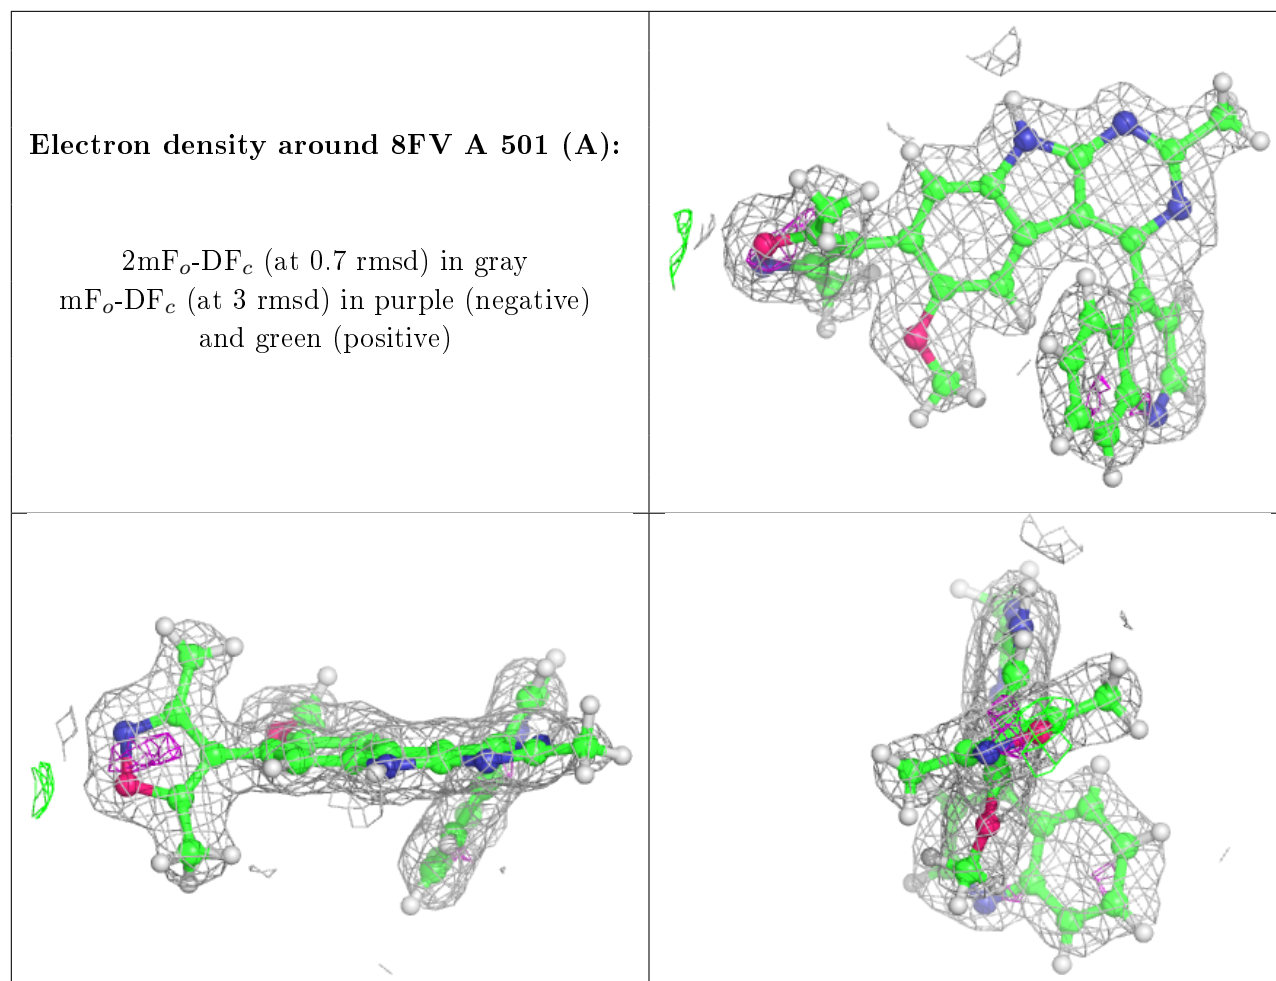 Electron density around 8FV A 501 (A):
2mFo-DFc (at 0.7 rmsd) in gray
mFo-DFc (at 3 rmsd) in purple (negative)
and green (positive)